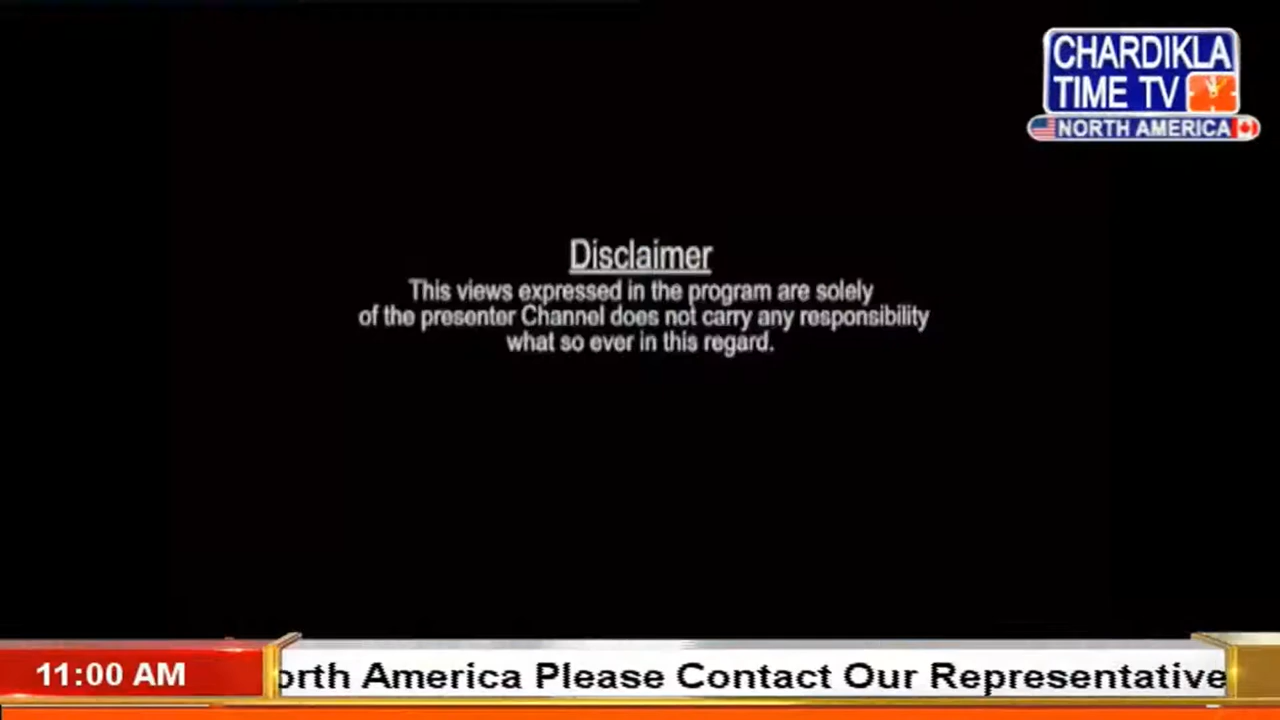 CHARDIKLA
TIME TV
NORTH AMERICA
Disclaimer
This views expressed in the program are solely
of the presenter Channel does not carry any responsibility
what so ever in this regard.
11:00 AM
orth America Please Contact Our Representative